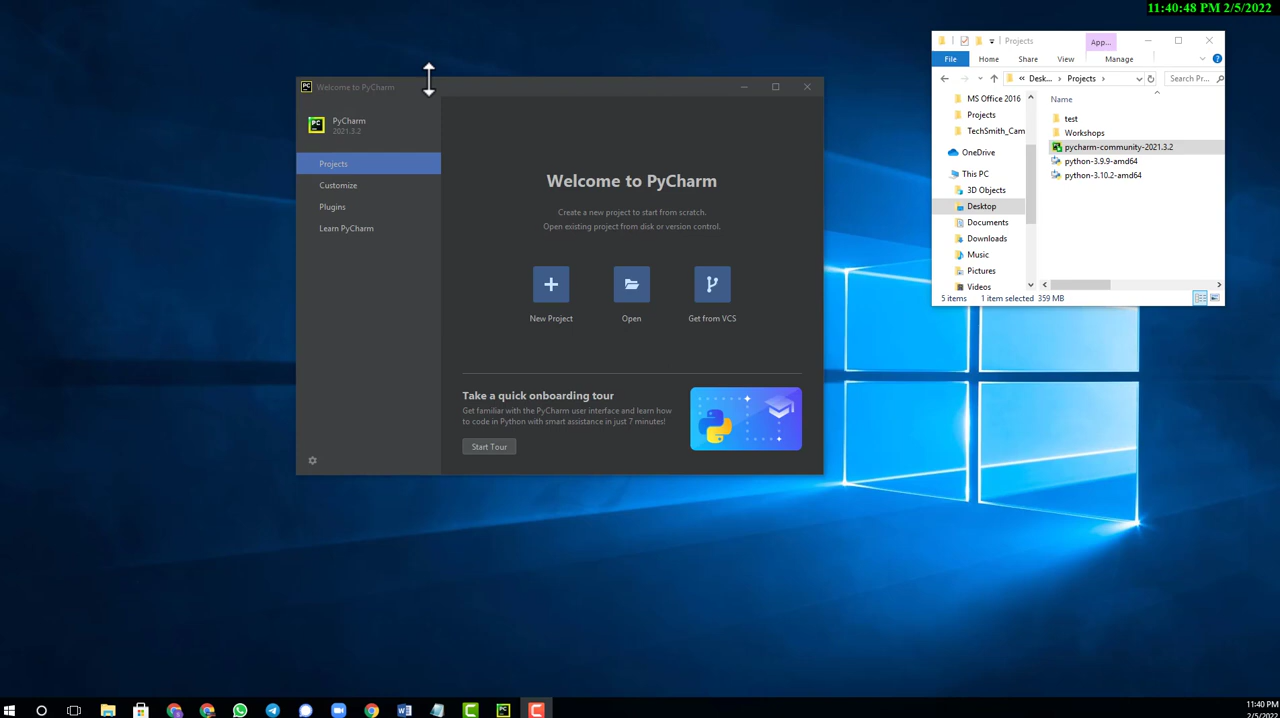 11:40:48 PM 2/5/2022
Welcome to PyCharm
PyCharm
2021.3.2
Projects
Customize
Plugins
Learn PyCharm
Welcome to PyCharm
Create a new project to start from scratch.
Open existing project from disk or version control.
New Project
Open
Get from VCS
Take a quick onboarding tour
Get familiar with the PyCharm user interface and learn how
to code in Python with smart assistance in just 7 minutes!
Start Tour
Projects
App...
File
Home
Share
View
Manage
« Desk... › Projects ›
Search Pr...
MS Office 2016
Projects
TechSmith_Cam
OneDrive
This PC
3D Objects
Desktop
Documents
Downloads
Music
Pictures
Videos
Name
test
Workshops
pycharm-community-2021.3.2
python-3.9.9-amd64
python-3.10.2-amd64
5 items
1 item selected 359 MB
11:40 PM
2/5/2022